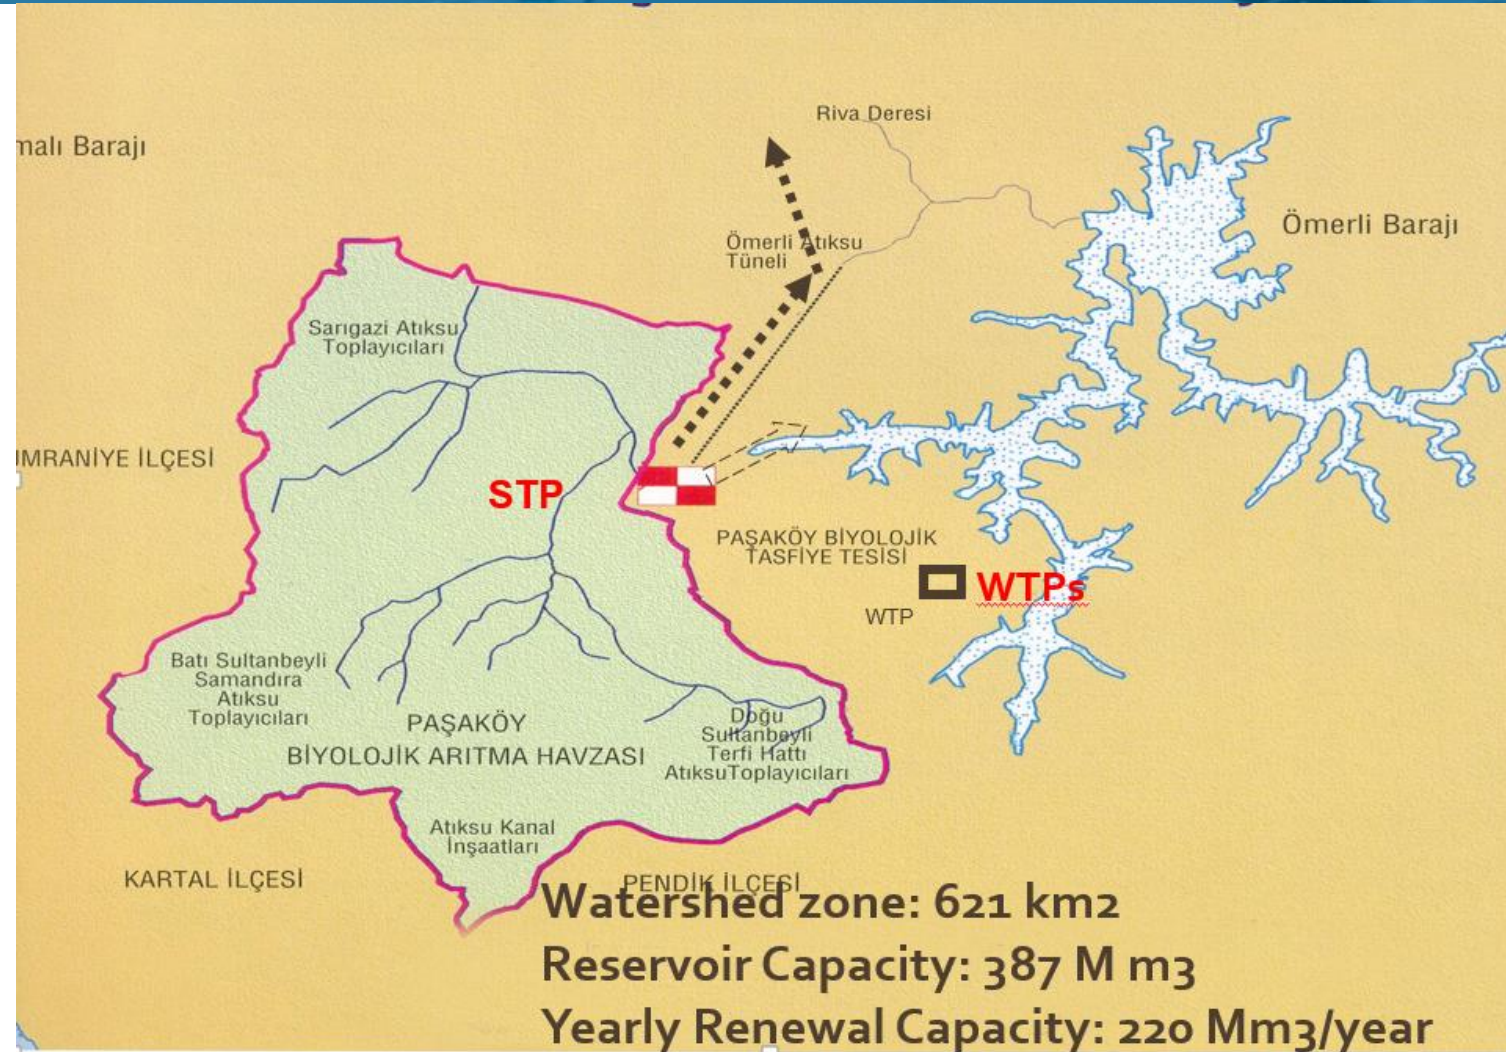 Riva Deresi
malı Barajı
Ömerli Barajı
Ömerli Atıksu
Tüneli
Sarıgazi Atıksu
Toplayıcıları
MRANİYE İLÇESİ
STP
PAŞAKÖY BİYOLOJİK
TASFİYE TESİSİ
WTPs
WTP
Batı Sultanbeyli
Samandıra
Atıksu
Toplayıcıları
PAŞAKÖY
BİYOLOJİK ARITMA HAVZASI
Doğu
Sultanbeyli
Terfi Hattı
AtıksuToplayıcıları
Atıksu Kanal
İnşaatları
KARTAL İLÇESİ
PENDİK İLÇESİ
Watershed zone: 621 km2
Reservoir Capacity: 387 M m3
Yearly Renewal Capacity: 220 Mm3/year